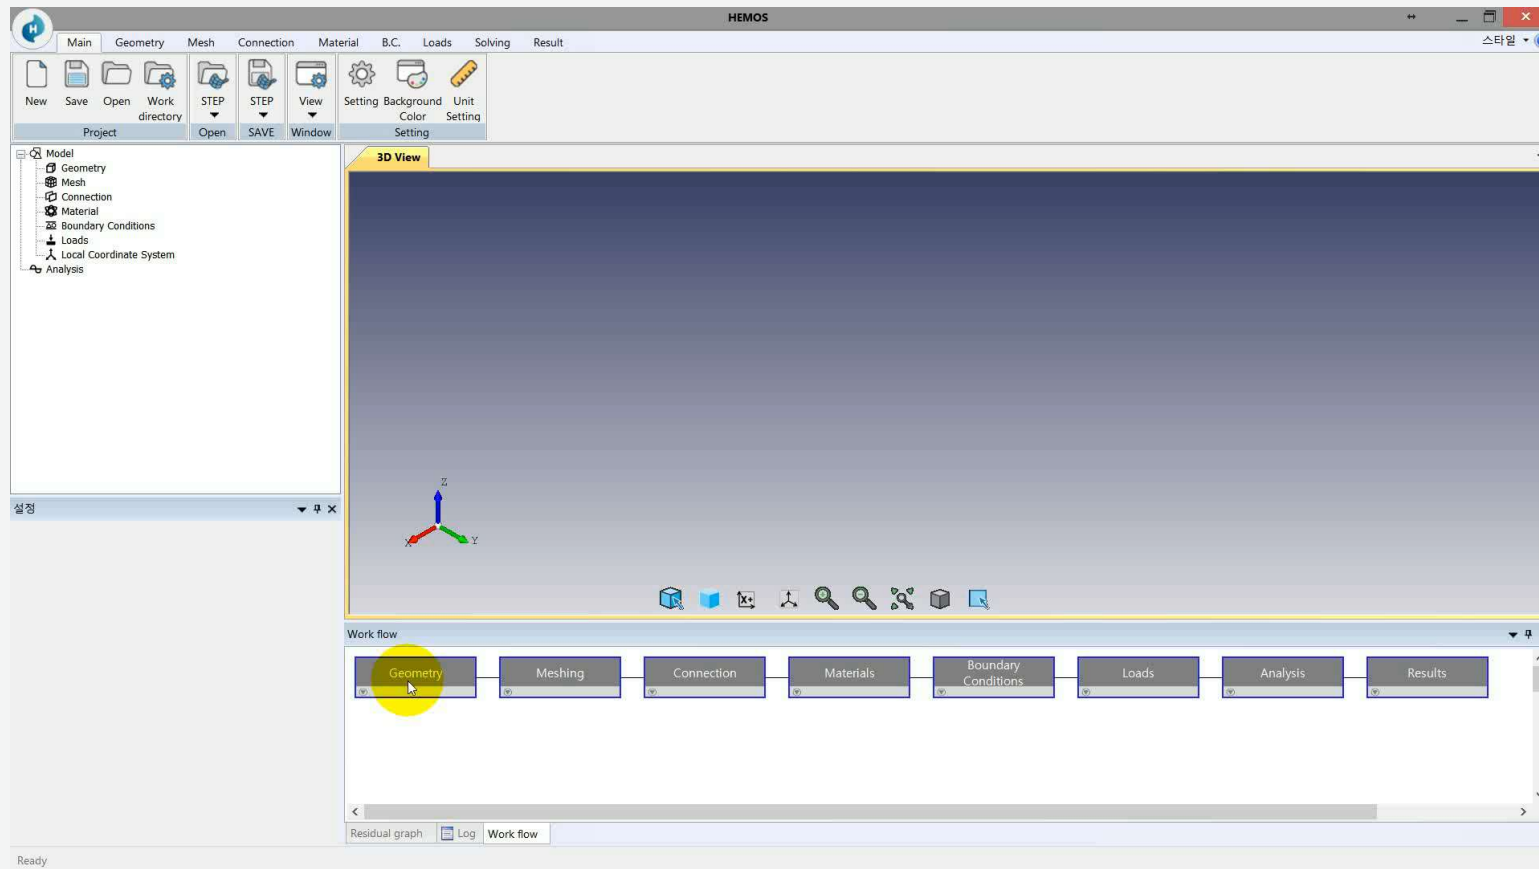 HEMOS
Main Geometry Mesh Connection Material B.C. Loads Solving Result
스타일
New Save Open Work directory STEP STEP View Setting Background Color Unit Setting
Project Open SAVE Window Setting
Model
Geometry
Mesh
Connection
Material
Boundary Conditions
Loads
Local Coordinate System
Analysis
3D View
Z
X
Y
설정
Work flow
Geometry Meshing Connection Materials Boundary Conditions Loads Analysis Results
Residual graph Log Work flow
Ready